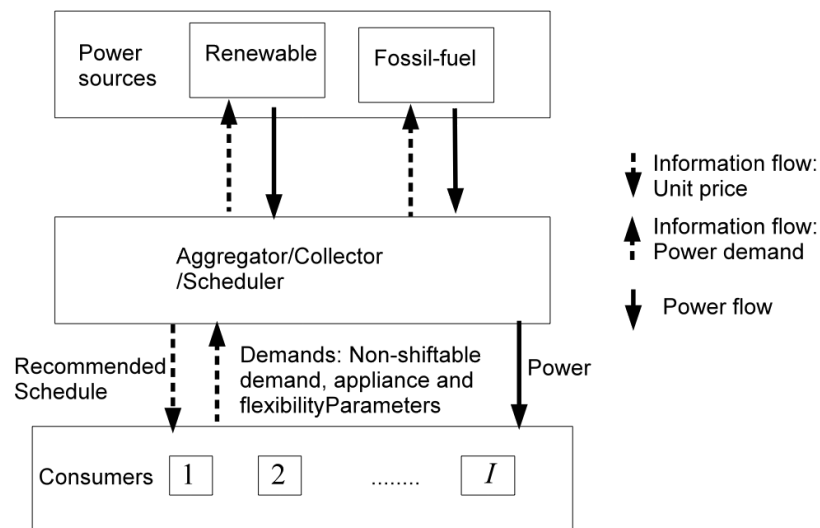 Power
sources
Renewable
Fossil-fuel
Information flow:
Unit price
Information flow:
Power demand
Power flow
Aggregator/Collector
/Scheduler
Recommended
Schedule
Demands: Non-shiftable
demand, appliance and
flexibilityParameters
Power
Consumers 1 2 ........ I